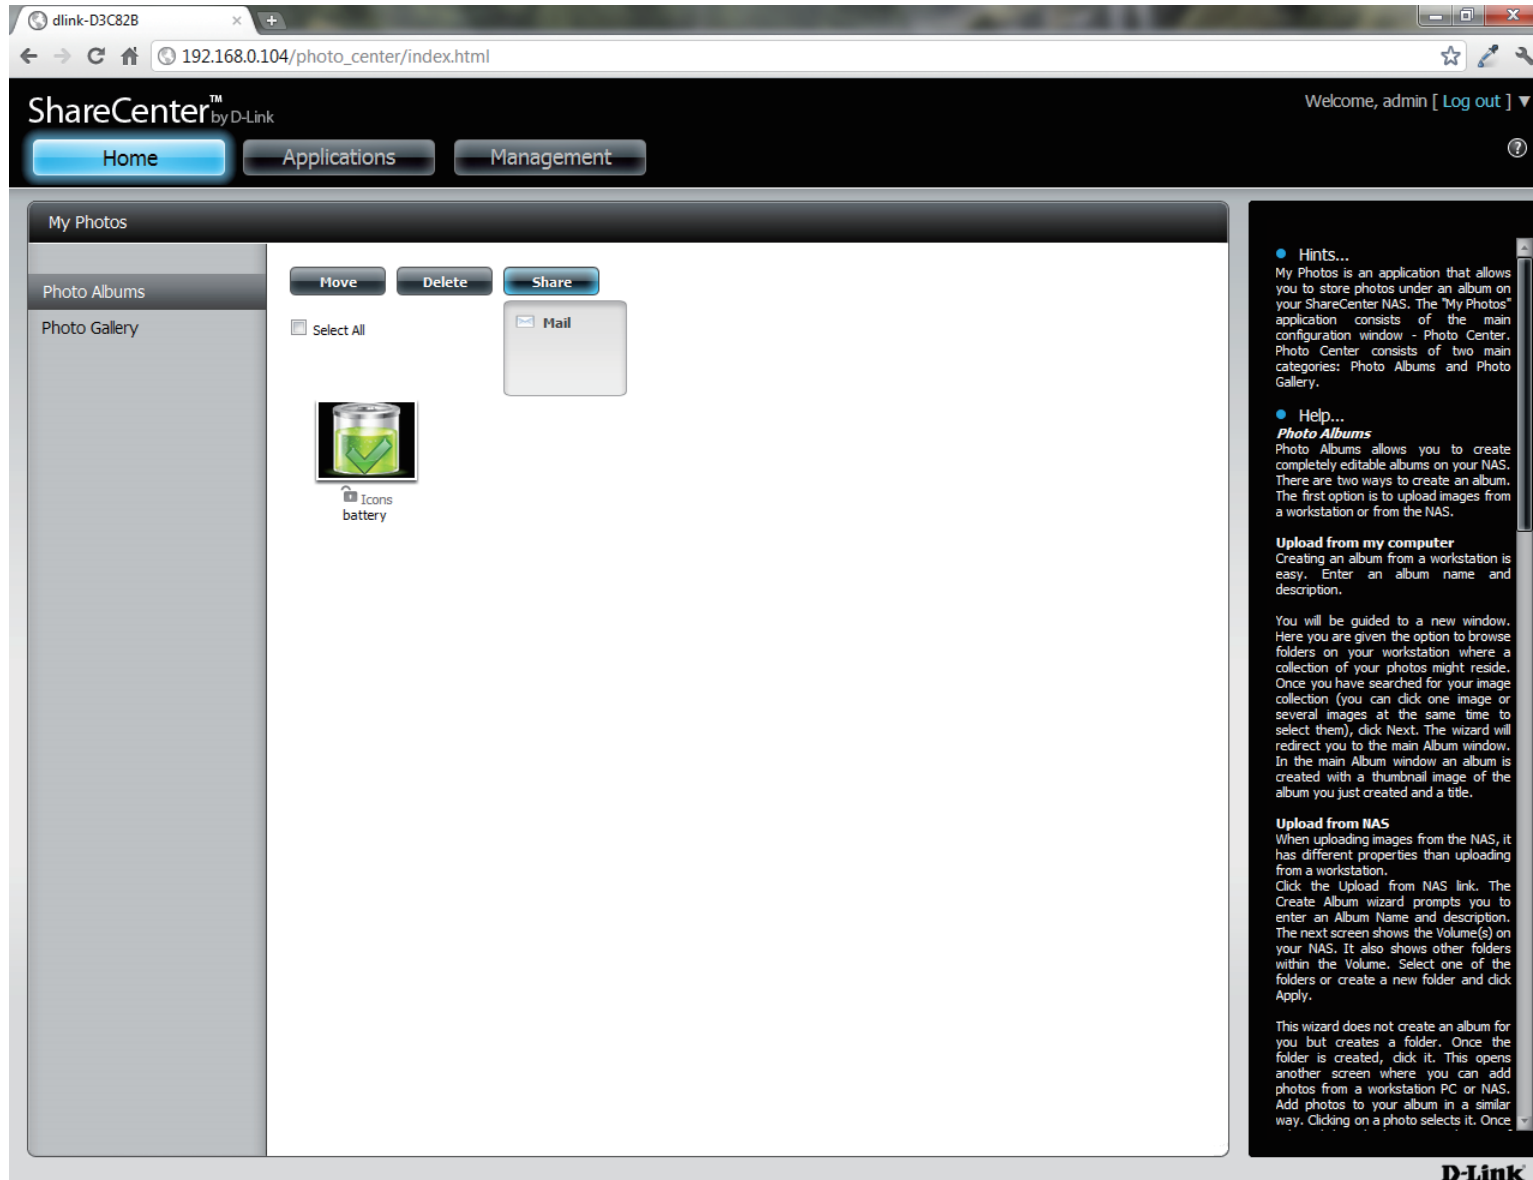 dlink-D3C82B
192.168.0.104/photo_center/index.html
ShareCenter™ by D-Link
Welcome, admin [ Log out ] ▼
Home
Applications
Management
My Photos
Photo Albums
Photo Gallery
Move
Delete
Share
Mail
Select All
Icons
battery
Hints...
My Photos is an application that allows
you to store photos under an album on
your ShareCenter NAS. The "My Photos"
application consists of the main
configuration window - Photo Center.
Photo Center consists of two main
categories: Photo Albums and Photo
Gallery.
Help...
Photo Albums
Photo Albums allows you to create
completely editable albums on your NAS.
There are two ways to create an album.
The first option is to upload images from
a workstation or from the NAS.
Upload from my computer
Creating an album from a workstation is
easy. Enter an album name and
description.
You will be guided to a new window.
Here you are given the option to browse
folders on your workstation where a
collection of your photos might reside.
Once you have searched for your image
collection (you can click one image or
several images at the same time to
select them), click Next. The wizard will
redirect you to the main Album window.
In the main Album window an album is
created with a thumbnail image of the
album you just created and a title.
Upload from NAS
When uploading images from the NAS, it
has different properties than uploading
from a workstation.
Click the Upload from NAS link. The
Create Album wizard prompts you to
enter an Album Name and description.
The next screen shows the Volume(s) on
your NAS. It also shows other folders
within the Volume. Select one of the
folders or create a new folder and click
Apply.
This wizard does not create an album for
you but creates a folder. Once the
folder is created, click it. This opens
another screen where you can add
photos from a workstation PC or NAS.
Add photos to your album in a similar
way. Clicking on a photo selects it. Once
D-Link